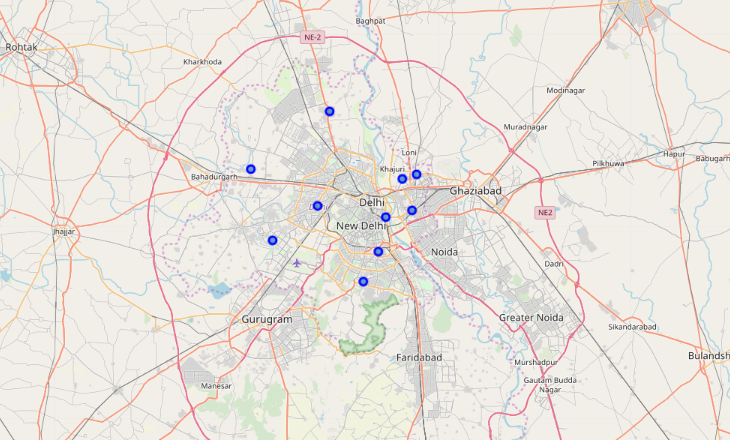 Baghpat
NE-2
Rohtak
Kharkhoda
Modinagar
Muradnagar
Loni
Hapur
Pilkhuwa
Babugarh
Khajuri
Bahadurgarh
Ghaziabad
Delhi
NE2
New Delhi
Jhajjar
Noida
Dadri
Greater Noida
Gurugram
Sikandarabad
Faridabad
Bulandsh
Murshadpur
Gautam Budda
Nagar
Manesar